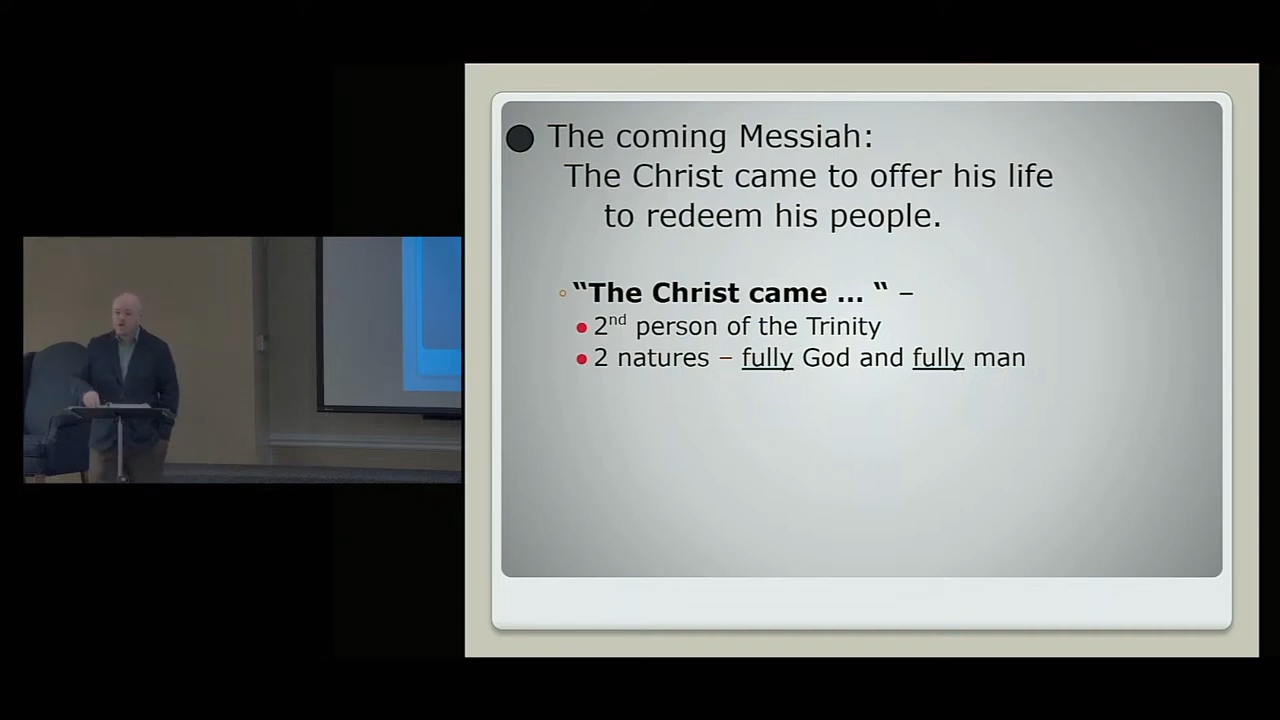 The coming Messiah:
The Christ came to offer his life
to redeem his people.
“The Christ came … “ –
2nd person of the Trinity
2 natures – fully God and fully man